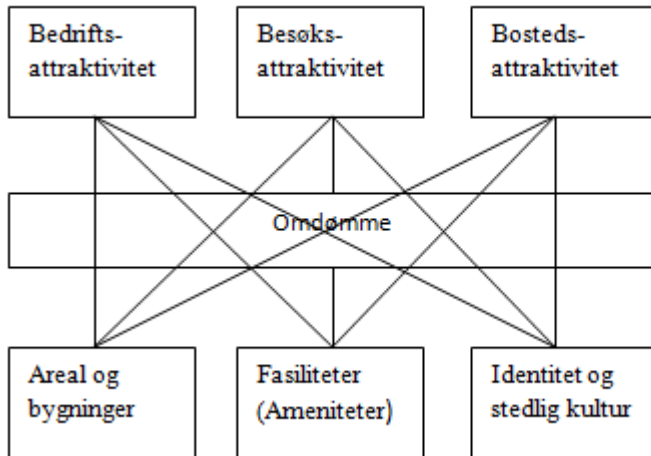 Bedrifts-
attraktivitet
Besøks-
attraktivitet
Bosteds-
attraktivitet
Omdømme
Areal og
bygninger
Fasiliteter
(Ameniteter)
Identitet og
stedlig kultur